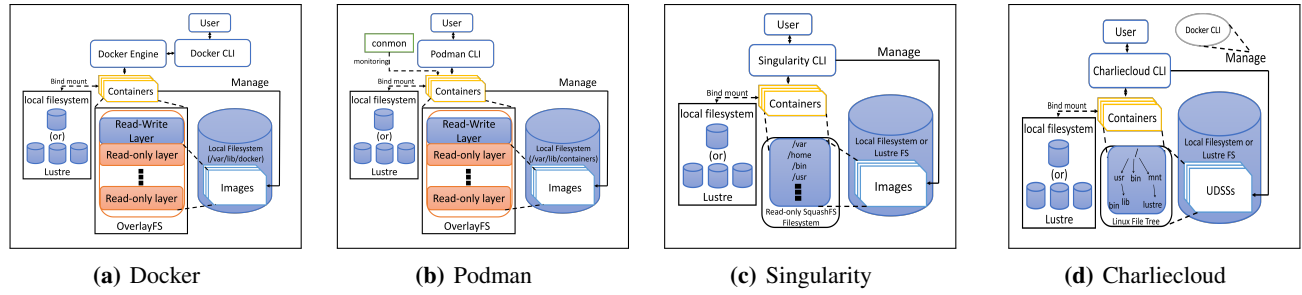 User
Docker Engine
Docker CLI
Bind mount
Containers
Manage
local filesystem
(or)
Lustre
Read-Write
Layer
Read-only layer
Read-only layer
OverlayFS
Local Filesystem
(/var/lib/docker)
Images
(a) Docker
User
conmon
Podman CLI
monitoring
Bind mount
Containers
Manage
local filesystem
(or)
Lustre
Read-Write
Layer
Read-only layer
Read-only layer
OverlayFS
Local Filesystem
(/var/lib/containers)
Images
(b) Podman
User
Singularity CLI
Manage
Bind mount
Containers
local filesystem
(or)
Lustre
/var
/home
/bin
/usr
Read-only SquashFS
Filesystem
Local Filesystem or
Lustre FS
Images
(c) Singularity
User
Docker CLI
Manage
Charliecloud CLI
Bind mount
Containers
local filesystem
(or)
Lustre
/
usr bin mnt
bin lib lustre
Linux File Tree
Local Filesystem or
Lustre FS
UDSSs
(d) Charliecloud